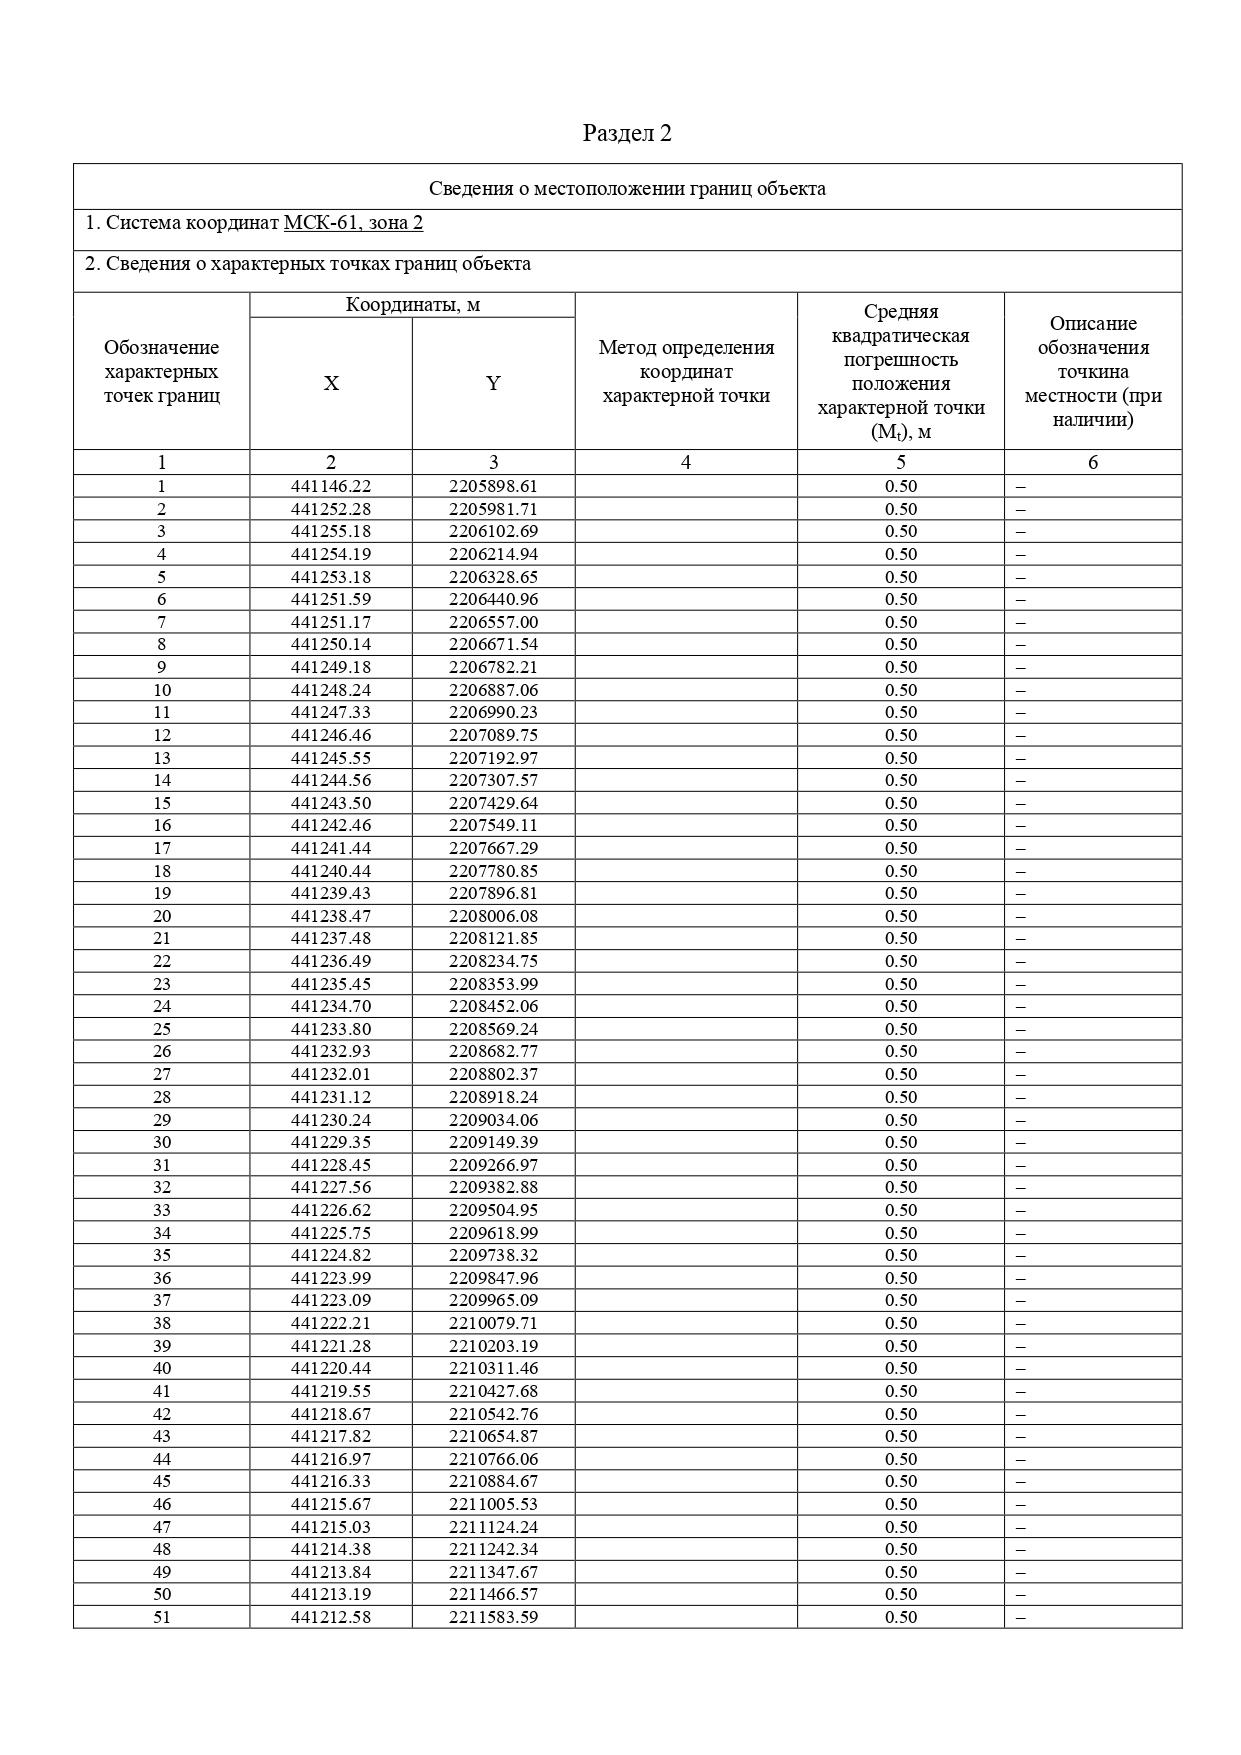 Раздел 2
Сведения о местоположении границ объекта
1. Система координат МСК-61, зона 2
2. Сведения о характерных точках границ объекта
Обозначение характерных точек границ
Координаты, м
X Y
Метод определения координат характерной точки
Средняя квадратическая погрешность положения характерной точки (Mt), м
Описание обозначения точкина местности (при наличии)
1 2 3 4 5 6
1 441146.22 2205898.61 0.50 –
2 441252.28 2205981.71 0.50 –
3 441255.18 2206102.69 0.50 –
4 441254.19 2206214.94 0.50 –
5 441253.18 2206328.65 0.50 –
6 441251.59 2206440.96 0.50 –
7 441251.17 2206557.00 0.50 –
8 441250.14 2206671.54 0.50 –
9 441249.18 2206782.21 0.50 –
10 441248.24 2206887.06 0.50 –
11 441247.33 2206990.23 0.50 –
12 441246.46 2207089.75 0.50 –
13 441245.55 2207192.97 0.50 –
14 441244.56 2207307.57 0.50 –
15 441243.50 2207429.64 0.50 –
16 441242.46 2207549.11 0.50 –
17 441241.44 2207667.29 0.50 –
18 441240.44 2207780.85 0.50 –
19 441239.43 2207896.81 0.50 –
20 441238.47 2208006.08 0.50 –
21 441237.48 2208121.85 0.50 –
22 441236.49 2208234.75 0.50 –
23 441235.45 2208353.99 0.50 –
24 441234.70 2208452.06 0.50 –
25 441233.80 2208569.24 0.50 –
26 441232.93 2208682.77 0.50 –
27 441232.01 2208802.37 0.50 –
28 441231.12 2208918.24 0.50 –
29 441230.24 2209034.06 0.50 –
30 441229.35 2209149.39 0.50 –
31 441228.45 2209266.97 0.50 –
32 441227.56 2209382.88 0.50 –
33 441226.62 2209504.95 0.50 –
34 441225.75 2209618.99 0.50 –
35 441224.82 2209738.32 0.50 –
36 441223.99 2209847.96 0.50 –
37 441223.09 2209965.09 0.50 –
38 441222.21 2210079.71 0.50 –
39 441221.28 2210203.19 0.50 –
40 441220.44 2210311.46 0.50 –
41 441219.55 2210427.68 0.50 –
42 441218.67 2210542.76 0.50 –
43 441217.82 2210654.87 0.50 –
44 441216.97 2210766.06 0.50 –
45 441216.33 2210884.67 0.50 –
46 441215.67 2211005.53 0.50 –
47 441215.03 2211124.24 0.50 –
48 441214.38 2211242.34 0.50 –
49 441213.84 2211347.67 0.50 –
50 441213.19 2211466.57 0.50 –
51 441212.58 2211583.59 0.50 –